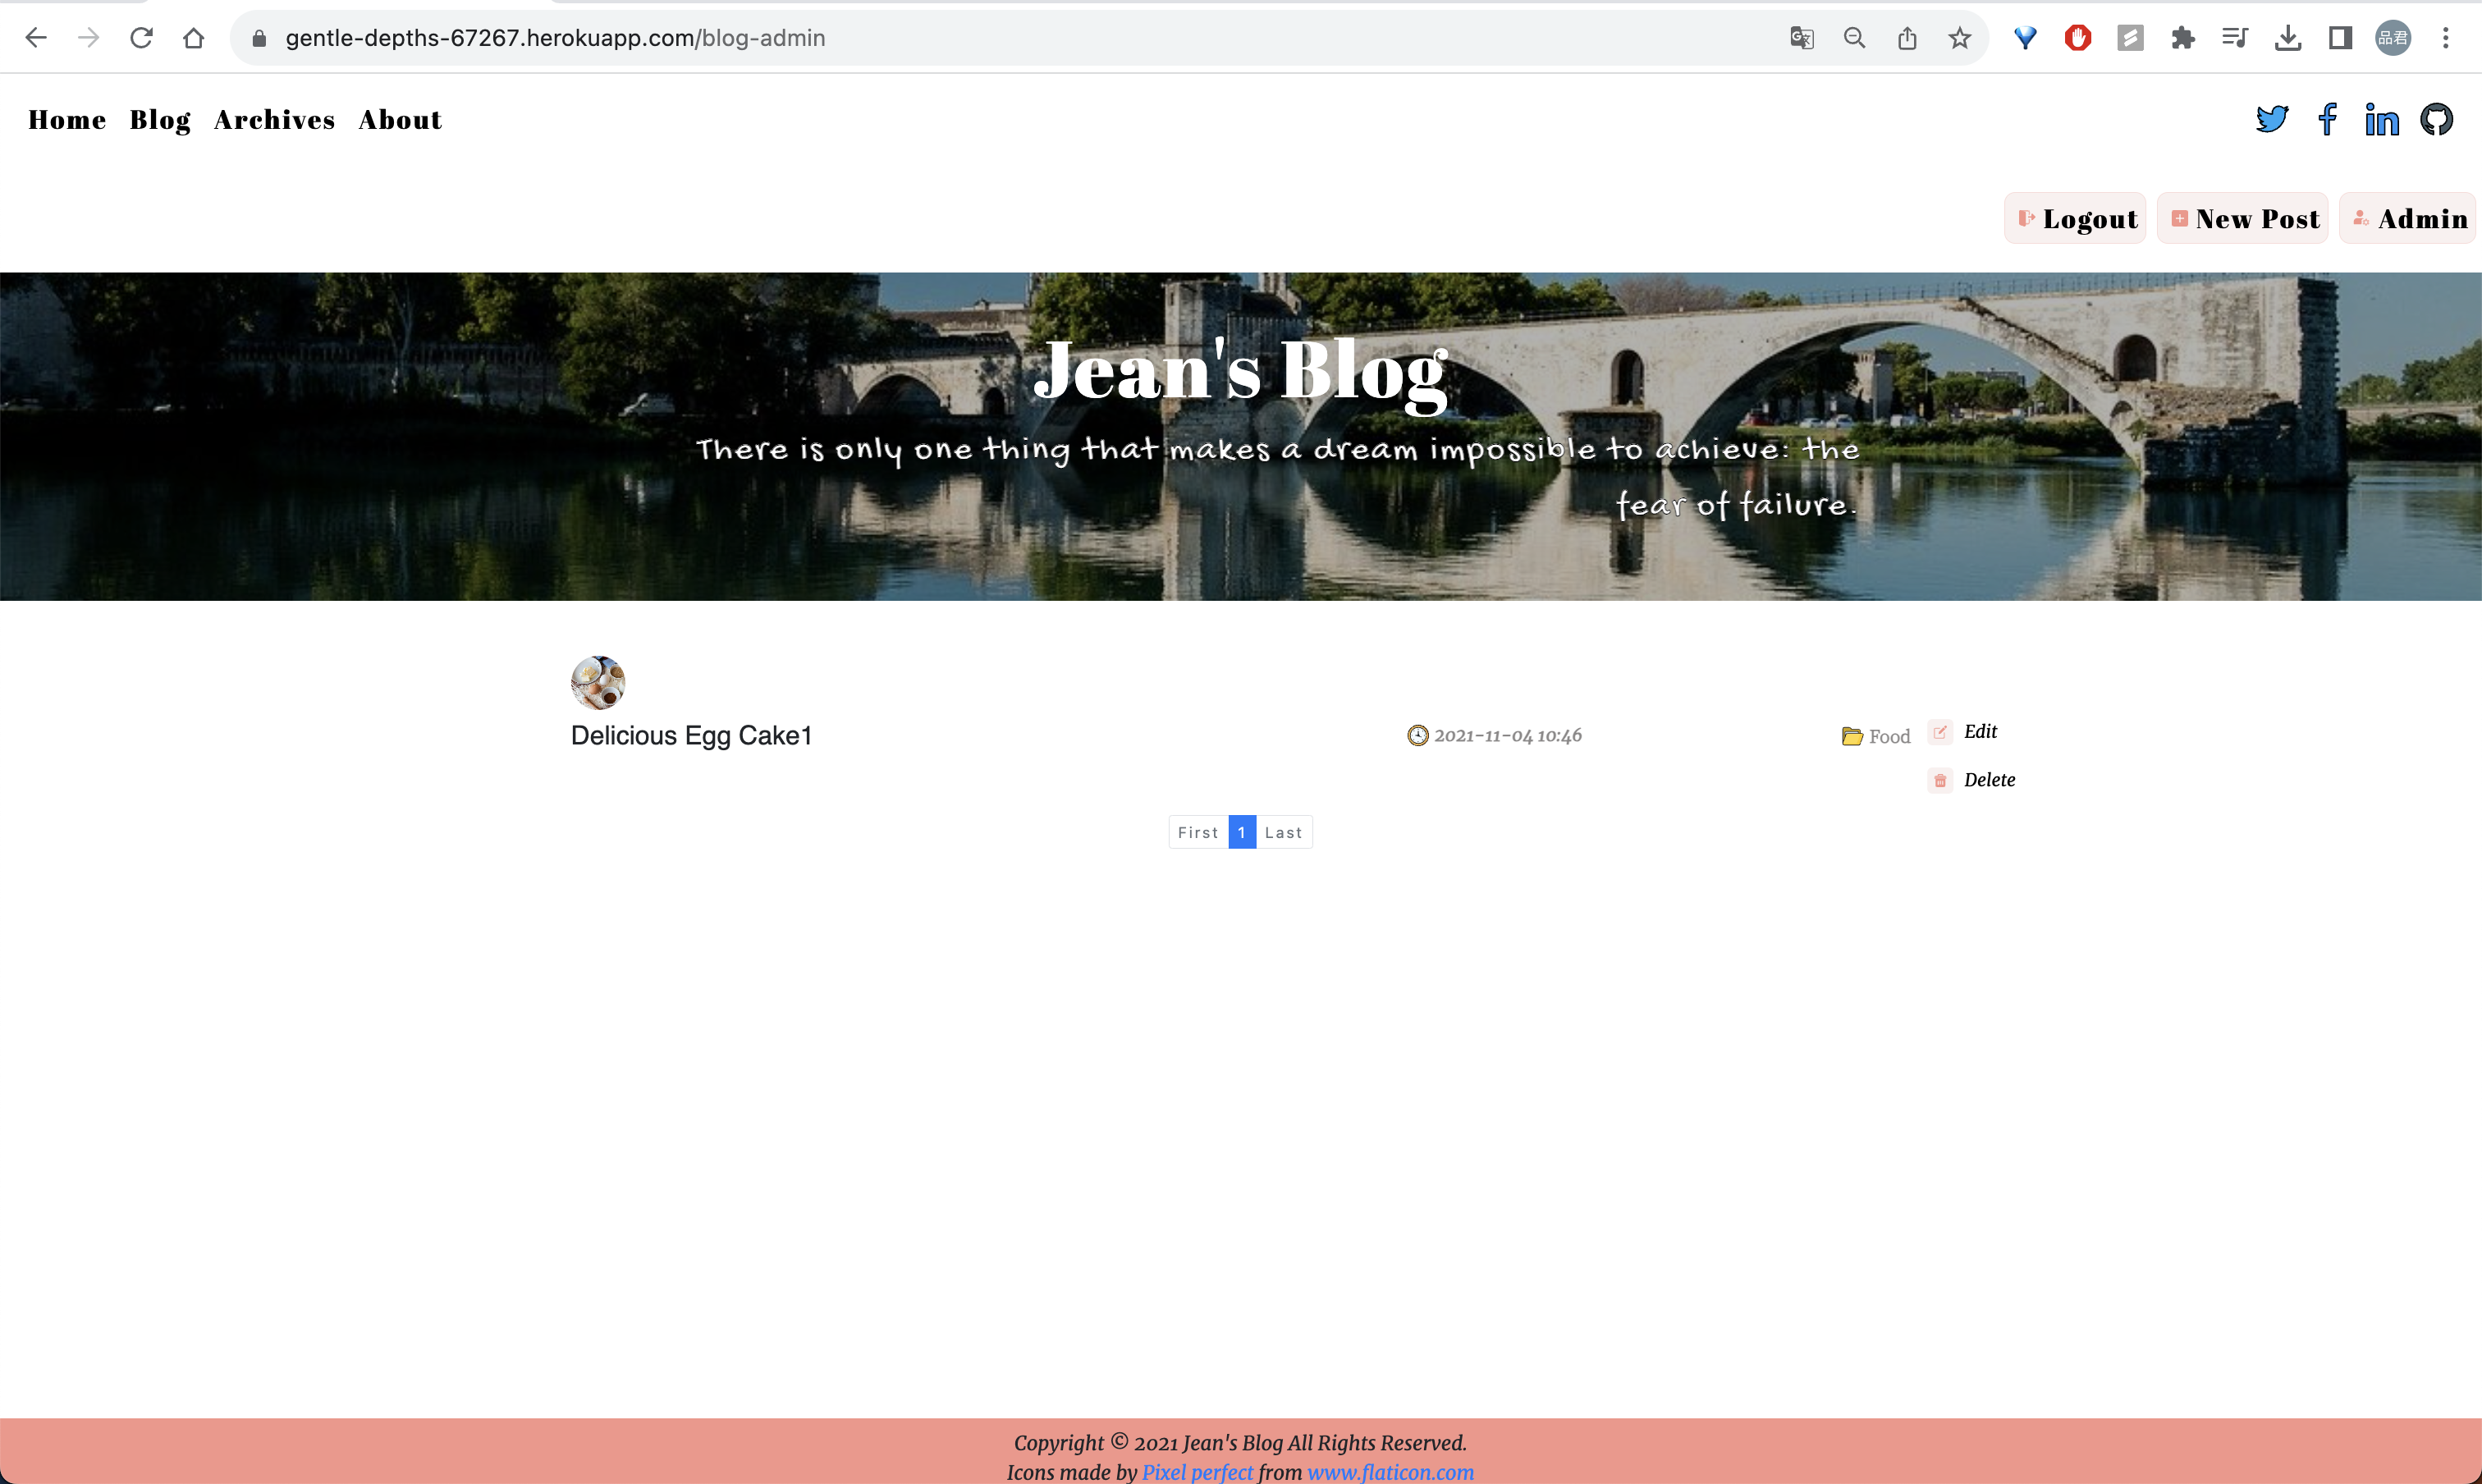 gentle-depths-67267.herokuapp.com/blog-admin
品君
Home Blog Archives About
Logout New Post Admin
Jean's Blog
There is only one thing that makes a dream impossible to achieve: the
fear of failure.
Delicious Egg Cake1 2021-11-04 10:46 Food Edit
Delete
First 1 Last
Copyright © 2021 Jean's Blog All Rights Reserved.
Icons made by Pixel perfect from www.flaticon.com